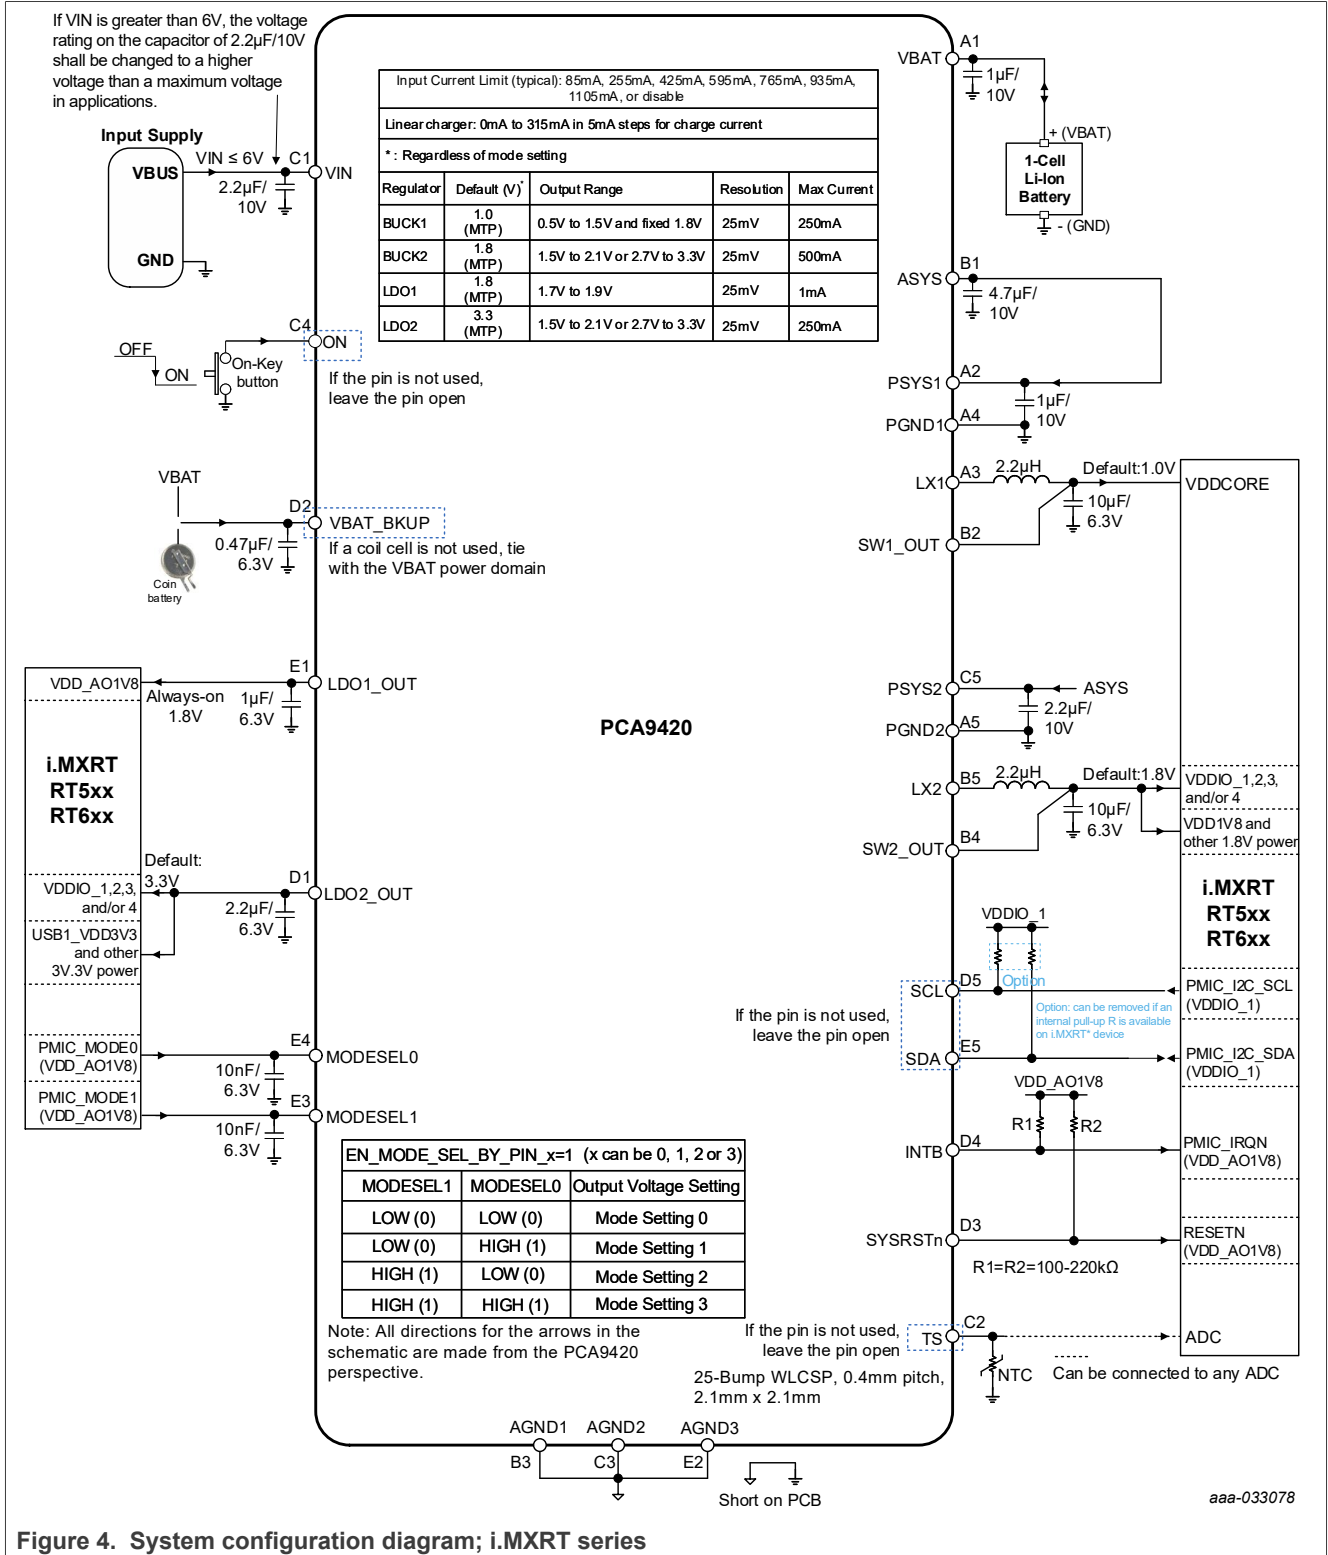 If VIN is greater than 6V, the voltage
rating on the capacitor of 2.2µF/10V
shall be changed to a higher
voltage than a maximum voltage
in applications.
Input Supply
VBUS
GND
VIN ≤ 6V
2.2µF/
10V
C1
VIN
Input Current Limit (typical): 85mA, 255mA, 425mA, 595mA, 765mA, 935mA,
1105mA, or disable
Linear charger: 0mA to 315mA in 5mA steps for charge current
* : Regardless of mode setting
Regulator Default (V)* Output Range Resolution Max Current
BUCK1 1.0 (MTP) 0.5V to 1.5V and fixed 1.8V 25mV 250mA
BUCK2 1.8 (MTP) 1.5V to 2.1V or 2.7V to 3.3V 25mV 500mA
LDO1 1.8 (MTP) 1.7V to 1.9V 25mV 1mA
LDO2 3.3 (MTP) 1.5V to 2.1V or 2.7V to 3.3V 25mV 250mA
VBAT
A1
1µF/
10V
+ (VBAT)
1-Cell
Li-Ion
Battery
- (GND)
ASYS
B1
4.7µF/
10V
C4
ON
OFF
ON
On-Key
button
If the pin is not used,
leave the pin open
PSYS1
A2
1µF/
10V
PGND1
A4
LX1
A3
2.2µH
Default:1.0V
VDDCORE
10µF/
6.3V
SW1_OUT
B2
VBAT
D2
VBAT_BKUP
0.47µF/
6.3V
Coin
battery
If a coil cell is not used, tie
with the VBAT power domain
E1
LDO1_OUT
VDD_AO1V8
Always-on
1.8V
1µF/
6.3V
PCA9420
i.MXRT
RT5xx
RT6xx
PSYS2
C5
ASYS
2.2µF/
10V
PGND2
A5
LX2
B5
2.2µH
Default:1.8V
VDDIO_1,2,3,
and/or 4
10µF/
6.3V
VDD1V8 and
other 1.8V power
SW2_OUT
B4
Default:
3.3V
D1
LDO2_OUT
VDDIO_1,2,3,
and/or 4
2.2µF/
6.3V
USB1_VDD3V3
and other
3V.3V power
i.MXRT
RT5xx
RT6xx
VDDIO_1
Option
SCL
D5
PMIC_I2C_SCL
(VDDIO_1)
If the pin is not used,
leave the pin open
Option: can be removed if an
internal pull-up R is available
on i.MXRT* device
SDA
E5
PMIC_I2C_SDA
(VDDIO_1)
PMIC_MODE0
(VDD_AO1V8)
E4
MODESEL0
10nF/
6.3V
PMIC_MODE1
(VDD_AO1V8)
E3
MODESEL1
10nF/
6.3V
VDD_AO1V8
R1
R2
INTB
D4
PMIC_IRQN
(VDD_AO1V8)
EN_MODE_SEL_BY_PIN_x=1 (x can be 0, 1, 2 or 3)
MODESEL1 MODESEL0 Output Voltage Setting
LOW (0) LOW (0) Mode Setting 0
LOW (0) HIGH (1) Mode Setting 1
HIGH (1) LOW (0) Mode Setting 2
HIGH (1) HIGH (1) Mode Setting 3
SYSRSTn
D3
RESETN
(VDD_AO1V8)
R1=R2=100-220kΩ
Note: All directions for the arrows in the
schematic are made from the PCA9420
perspective.
If the pin is not used,
leave the pin open
TS
C2
ADC
NTC
Can be connected to any ADC
25-Bump WLCSP, 0.4mm pitch,
2.1mm x 2.1mm
AGND1 AGND2 AGND3
B3 C3 E2
Short on PCB
aaa-033078
Figure 4. System configuration diagram; i.MXRT series